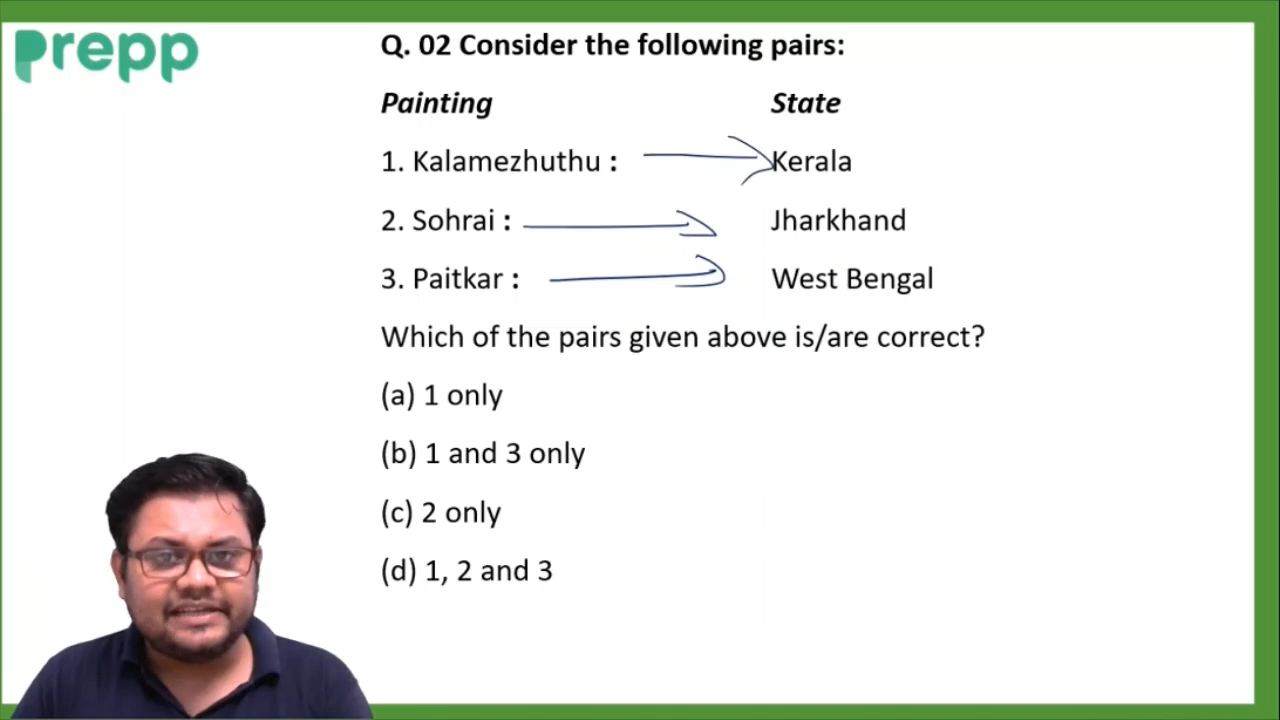 prepp
Q. 02 Consider the following pairs:
Painting State
1. Kalamezhuthu : Kerala
2. Sohrai : Jharkhand
3. Paitkar : West Bengal
Which of the pairs given above is/are correct?
(a) 1 only
(b) 1 and 3 only
(c) 2 only
(d) 1, 2 and 3